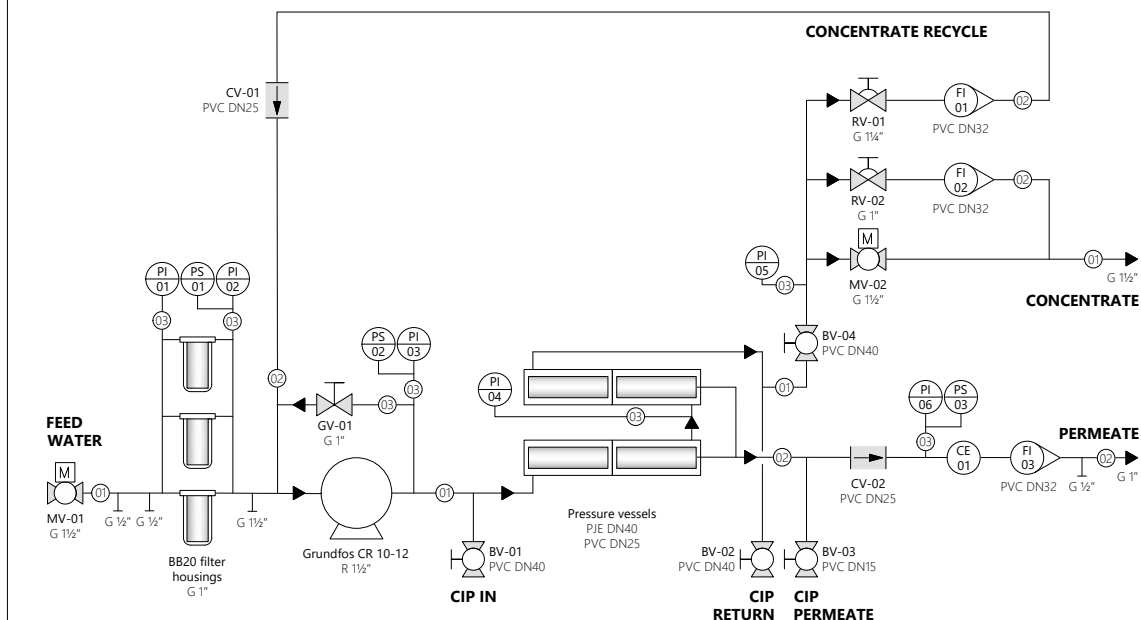 CONCENTRATE RECYCLE
CV-01
PVC DN25
FI
01
02
RV-01
G 1¼"
PVC DN32
FI
02
02
RV-02
G 1"
PVC DN32
M
MV-02
G 1½"
01
G 1½"
CONCENTRATE
PI
05
03
BV-04
PVC DN40
01
PI
01
PS
01
PI
02
03
03
02
PS
02
PI
03
03
03
GV-01
G 1"
PI
04
03
PI
06
PS
03
03
FEED
WATER
M
MV-01
G 1½"
01
G ½"
G ½"
G 1½"
BB20 filter
housings
G 1"
Grundfos CR 10-12
R 1½"
01
BV-01
PVC DN40
CIP IN
Pressure vessels
PJE DN40
PVC DN25
02
CV-02
PVC DN25
CE
01
FI
03
PVC DN32
G ½"
PERMEATE
02
G 1"
BV-02
PVC DN40
CIP
RETURN
BV-03
PVC DN15
CIP
PERMEATE